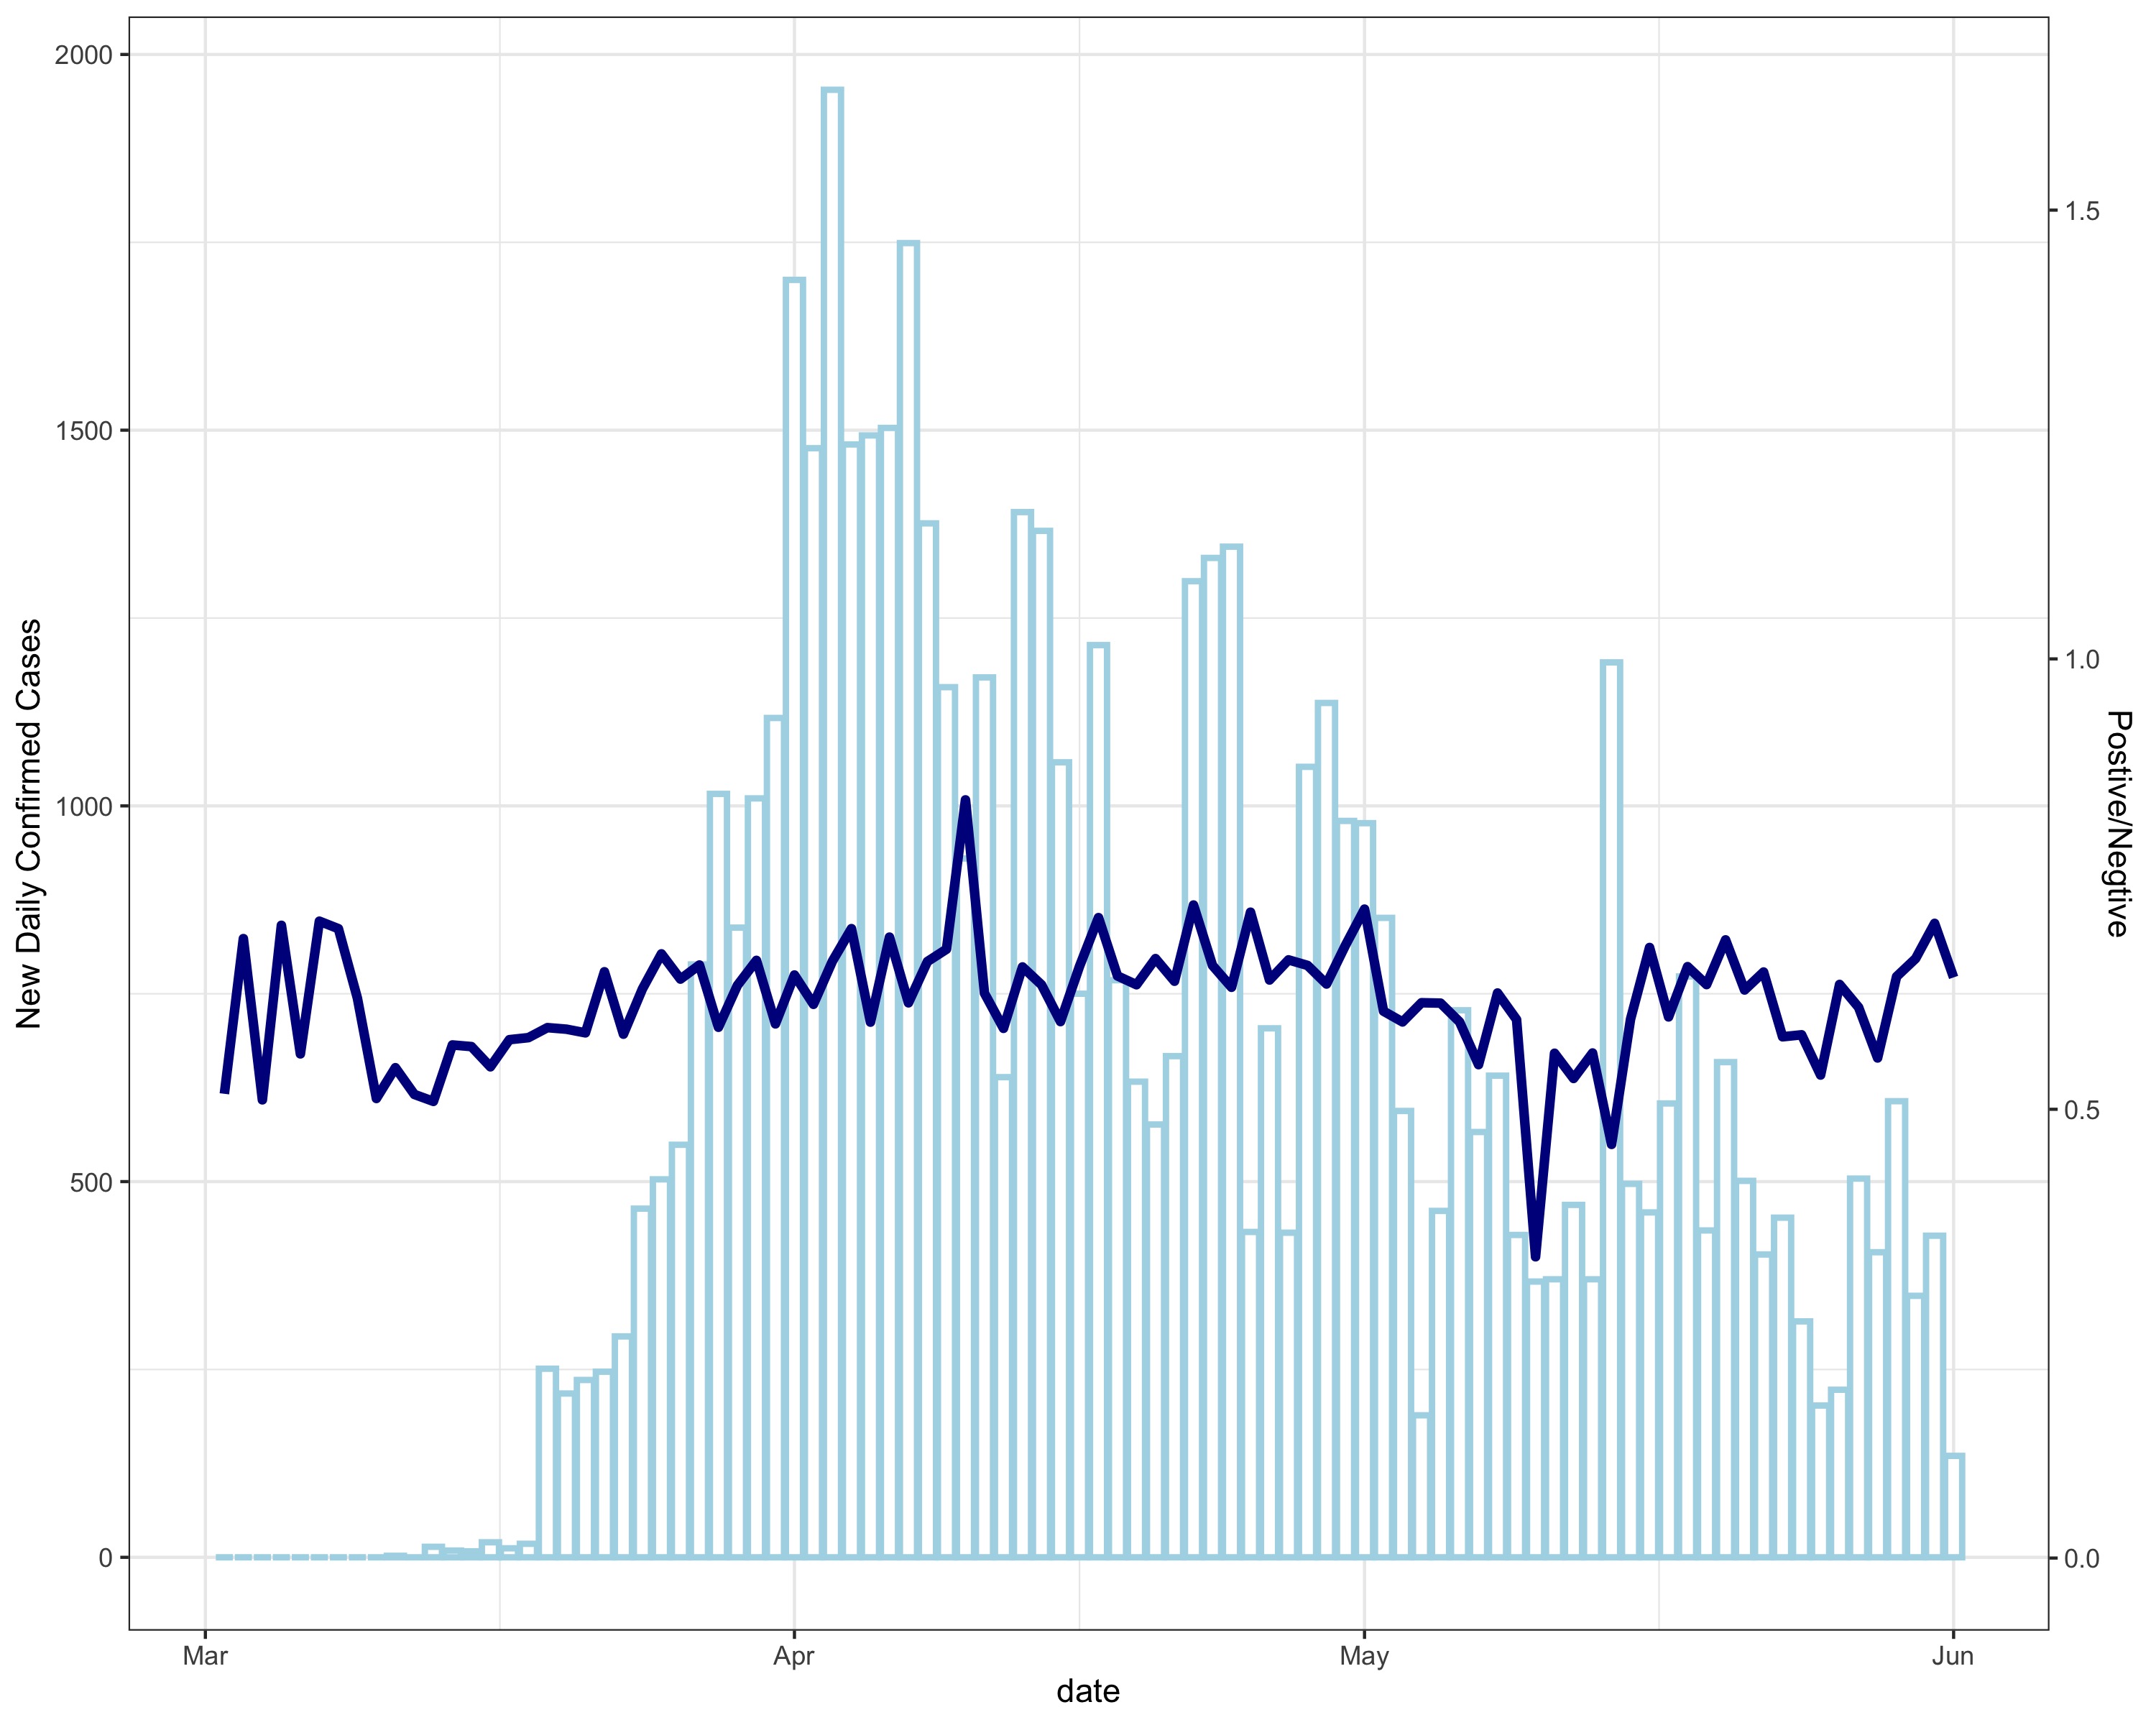 2000
1500
1000
500
0
New Daily Confirmed Cases
1.5
1.0
0.5
0.0
Postive/Negtive
Mar
Apr
May
Jun
date